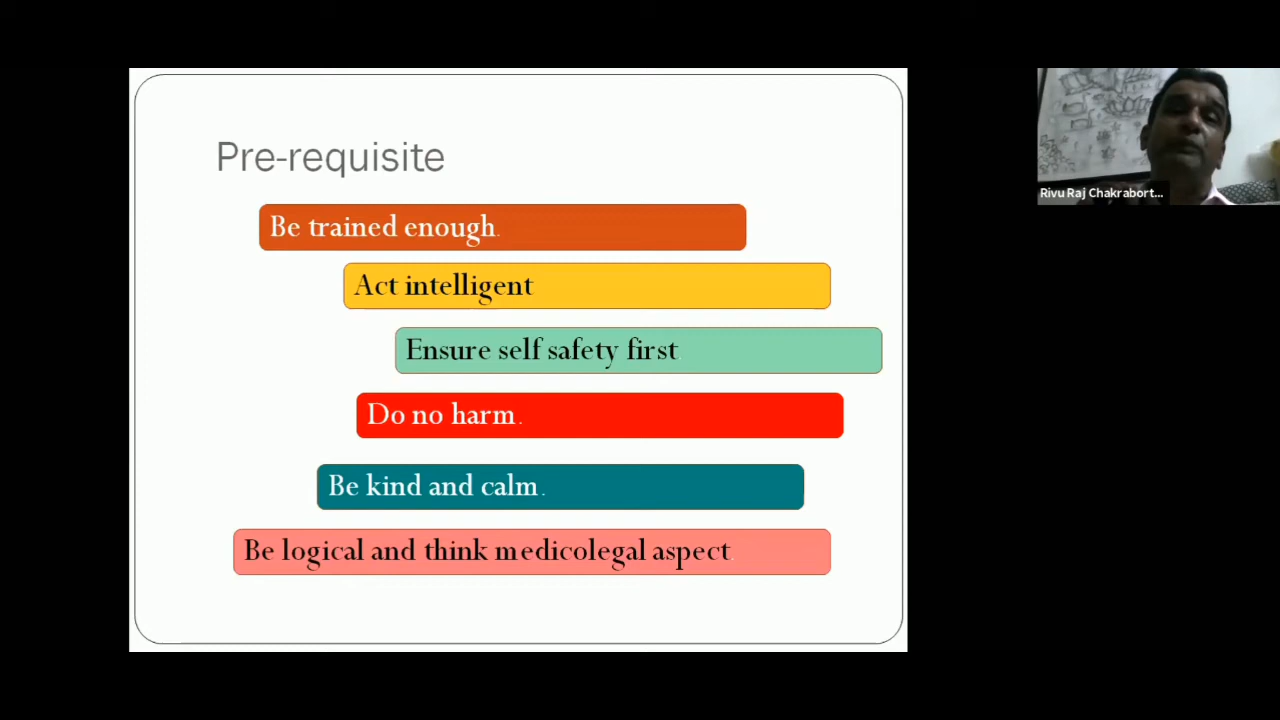 Pre-requisite
Be trained enough.
Act intelligent
Ensure self safety first.
Do no harm.
Be kind and calm.
Be logical and think medicolegal aspect.
Rivu Raj Chakrabort...